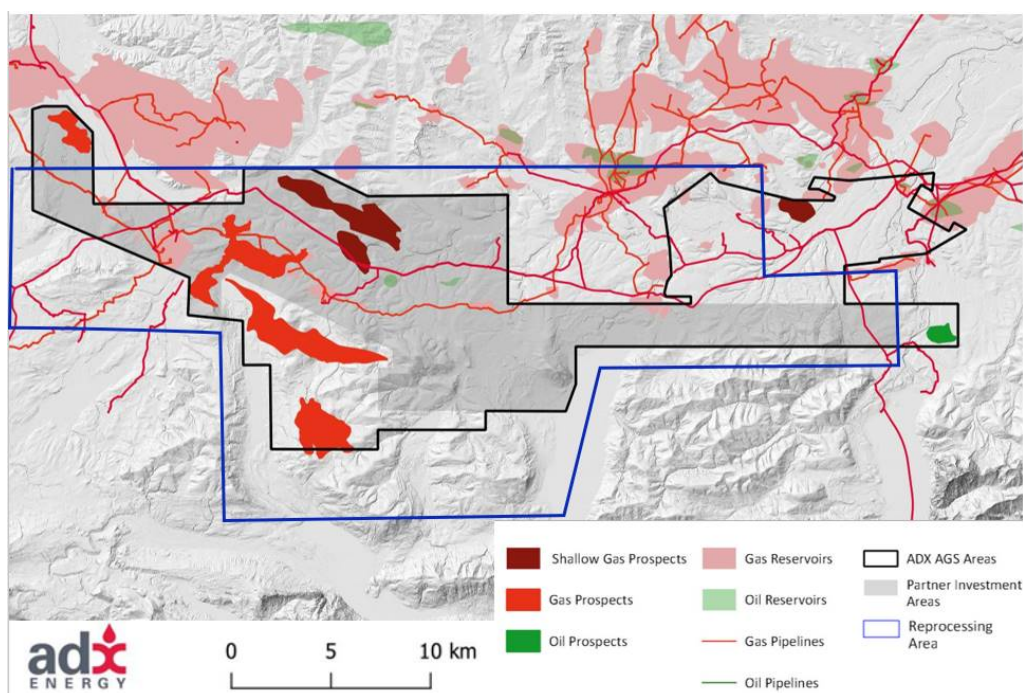 Shallow Gas Prospects
Gas Prospects
Oil Prospects
Gas Reservoirs
Oil Reservoirs
Gas Pipelines
Oil Pipelines
ADX AGS Areas
Partner Investment
Areas
Reprocessing
Area
adx
ENERGY
0 5 10 km